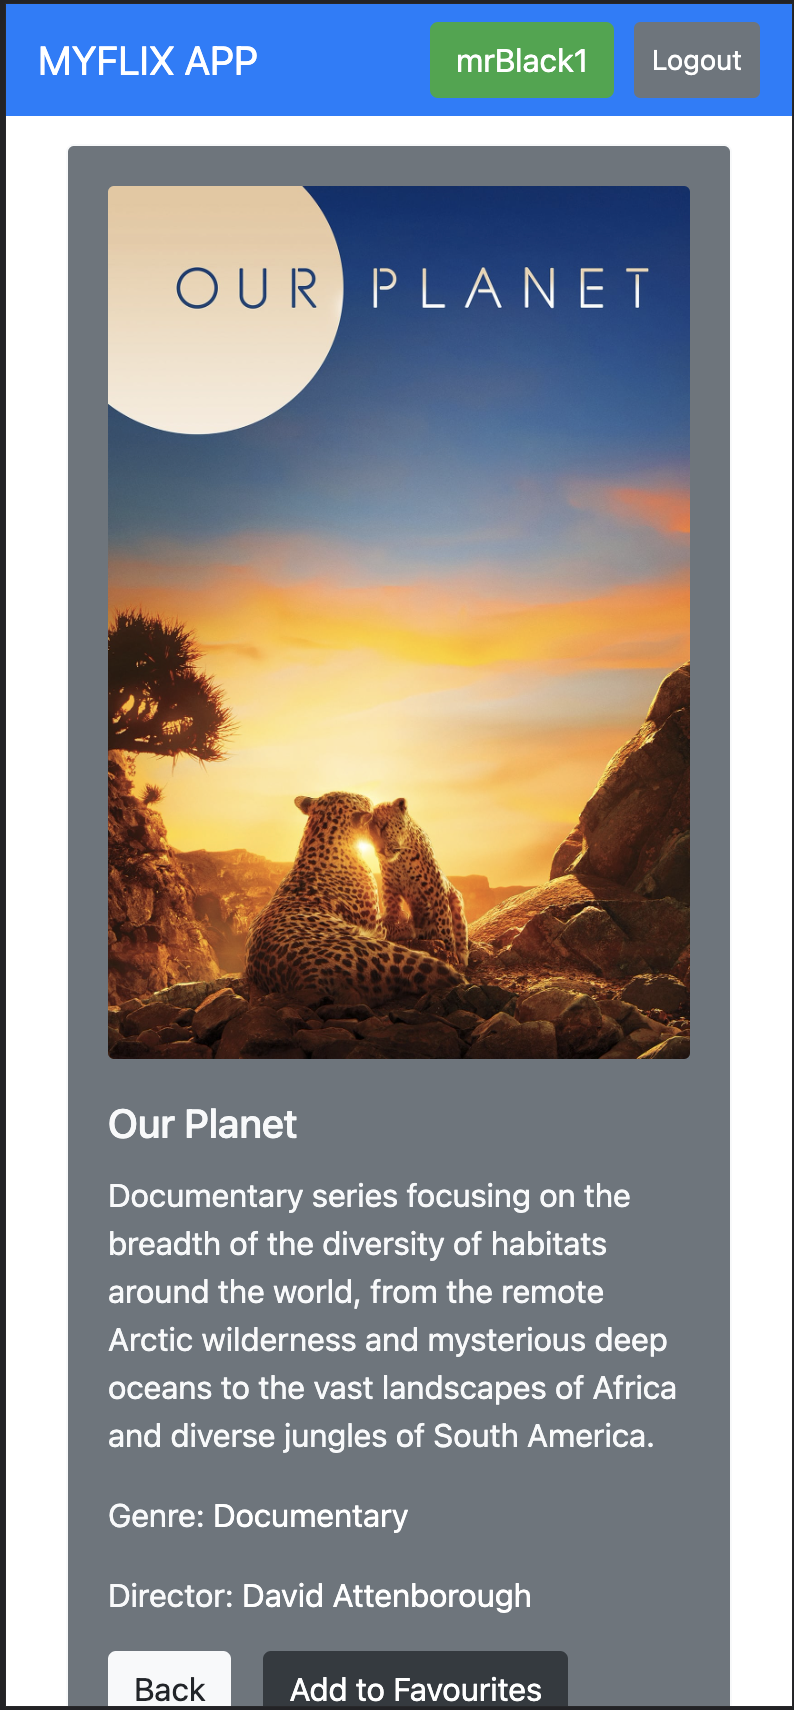 MYFLIX APP mrBlack1 Logout
OUR PLANET
Our Planet
Documentary series focusing on the
breadth of the diversity of habitats
around the world, from the remote
Arctic wilderness and mysterious deep
oceans to the vast landscapes of Africa
and diverse jungles of South America.
Genre: Documentary
Director: David Attenborough
Back Add to Favourites